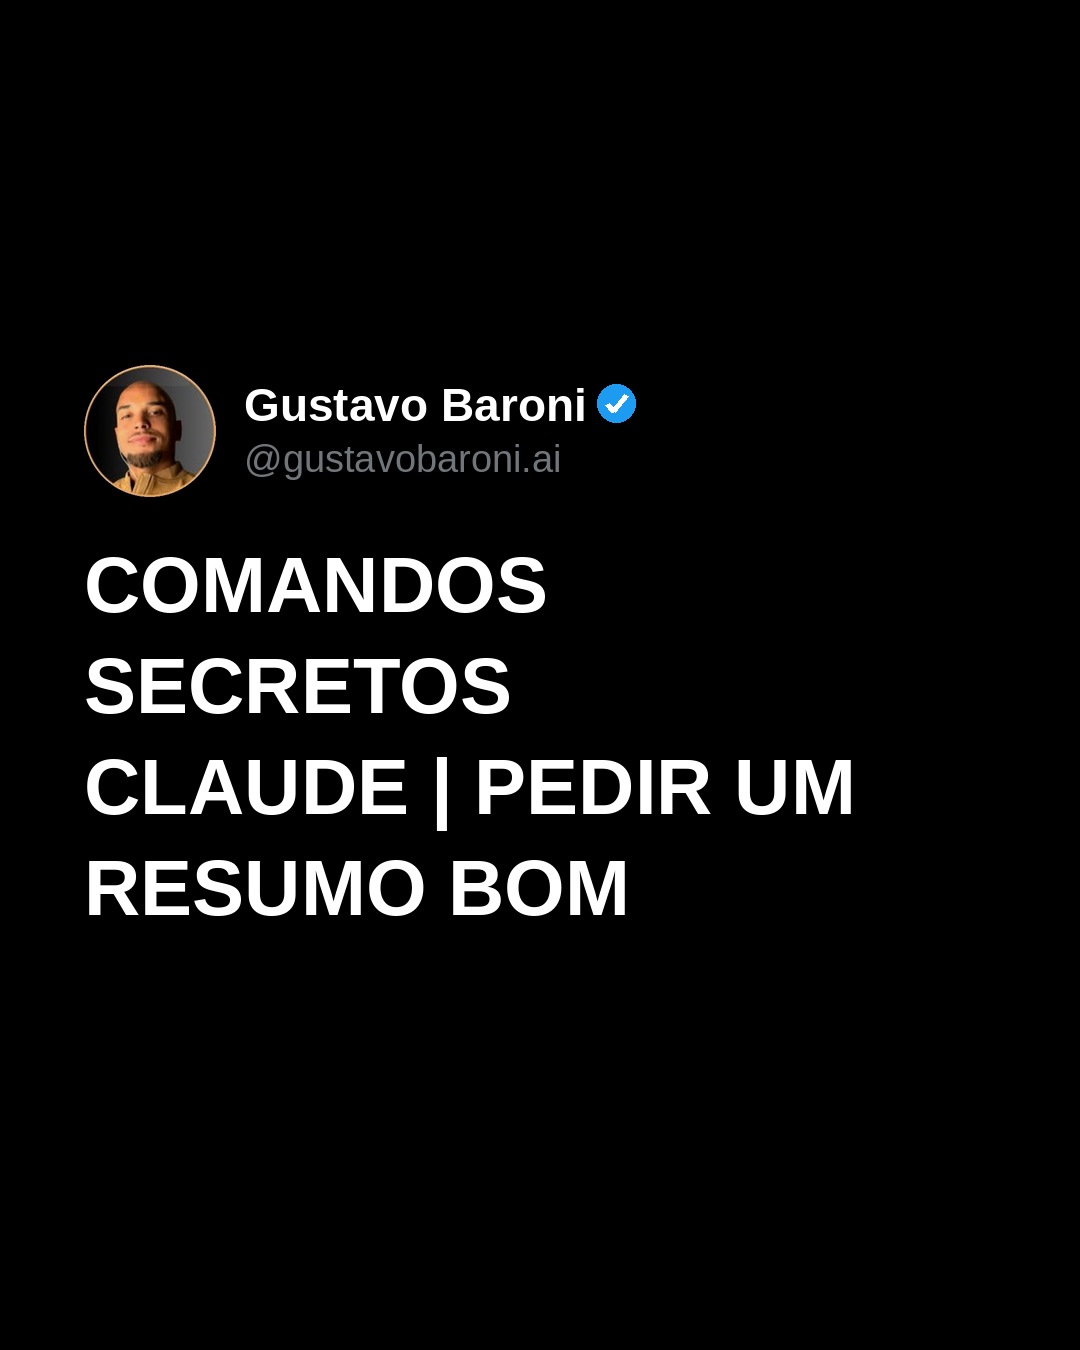 Gustavo Baroni
@gustavobaroni.ai
COMANDOS
SECRETOS
CLAUDE | PEDIR UM
RESUMO BOM